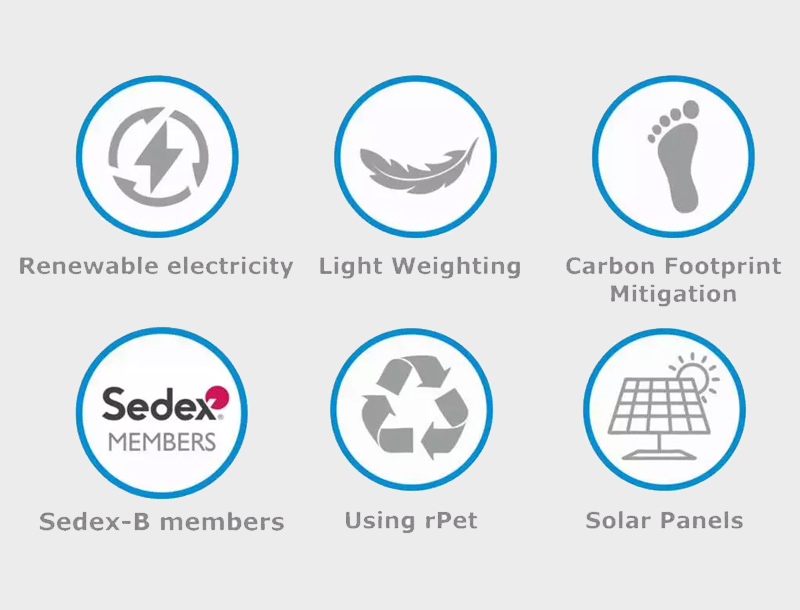 Renewable electricity
Light Weighting
Carbon Footprint
Mitigation
Sedex®
MEMBERS
Sedex-B members
Using rPet
Solar Panels